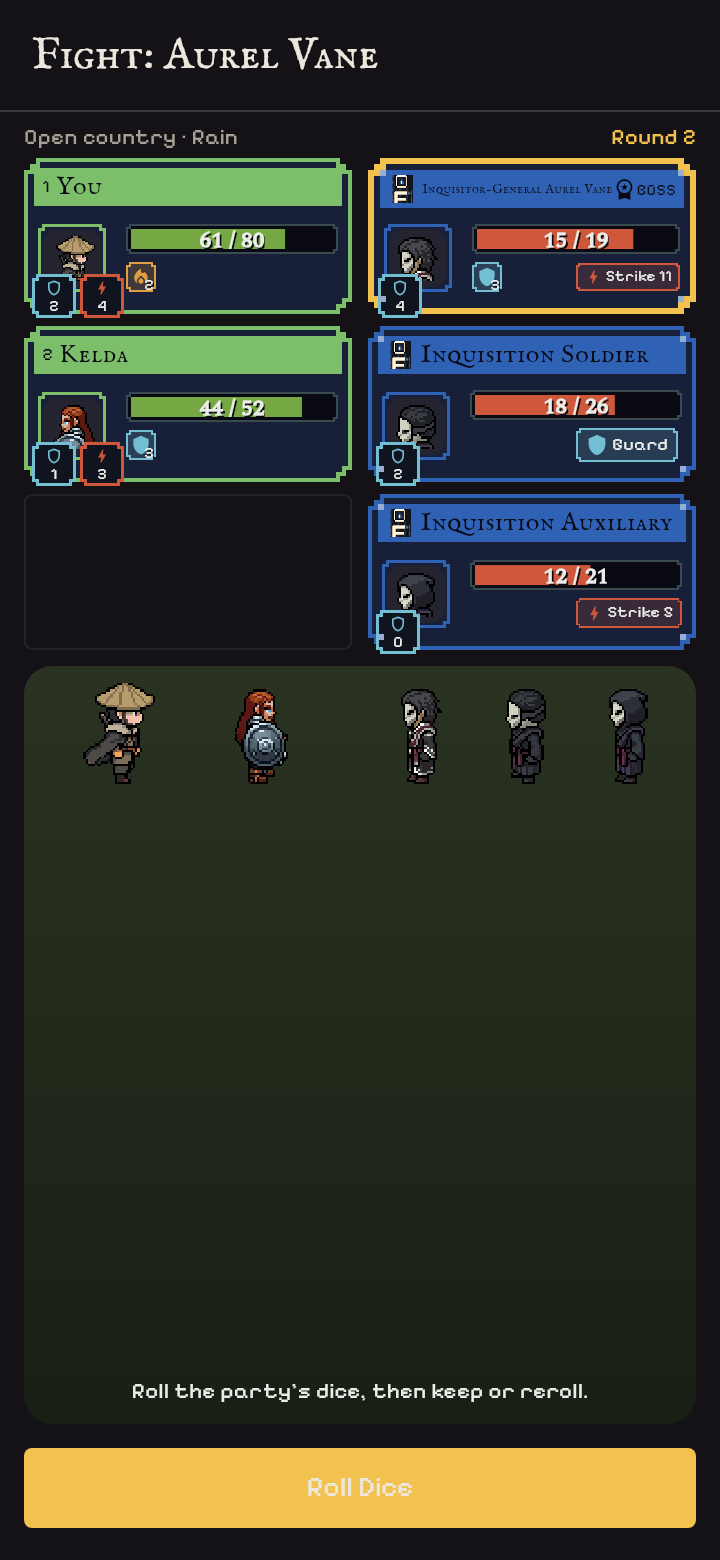 Fight: Aurel Vane
Open country · Rain
Round 2
1 You
61 / 80
2
2
4
Inquisitor-General Aurel Vane BOSS
15 / 19
3
Strike 11
4
2 Kelda
44 / 52
3
1
3
Inquisition Soldier
18 / 26
Guard
2
Inquisition Auxiliary
12 / 21
Strike 8
0
Roll the party's dice, then keep or reroll.
Roll Dice